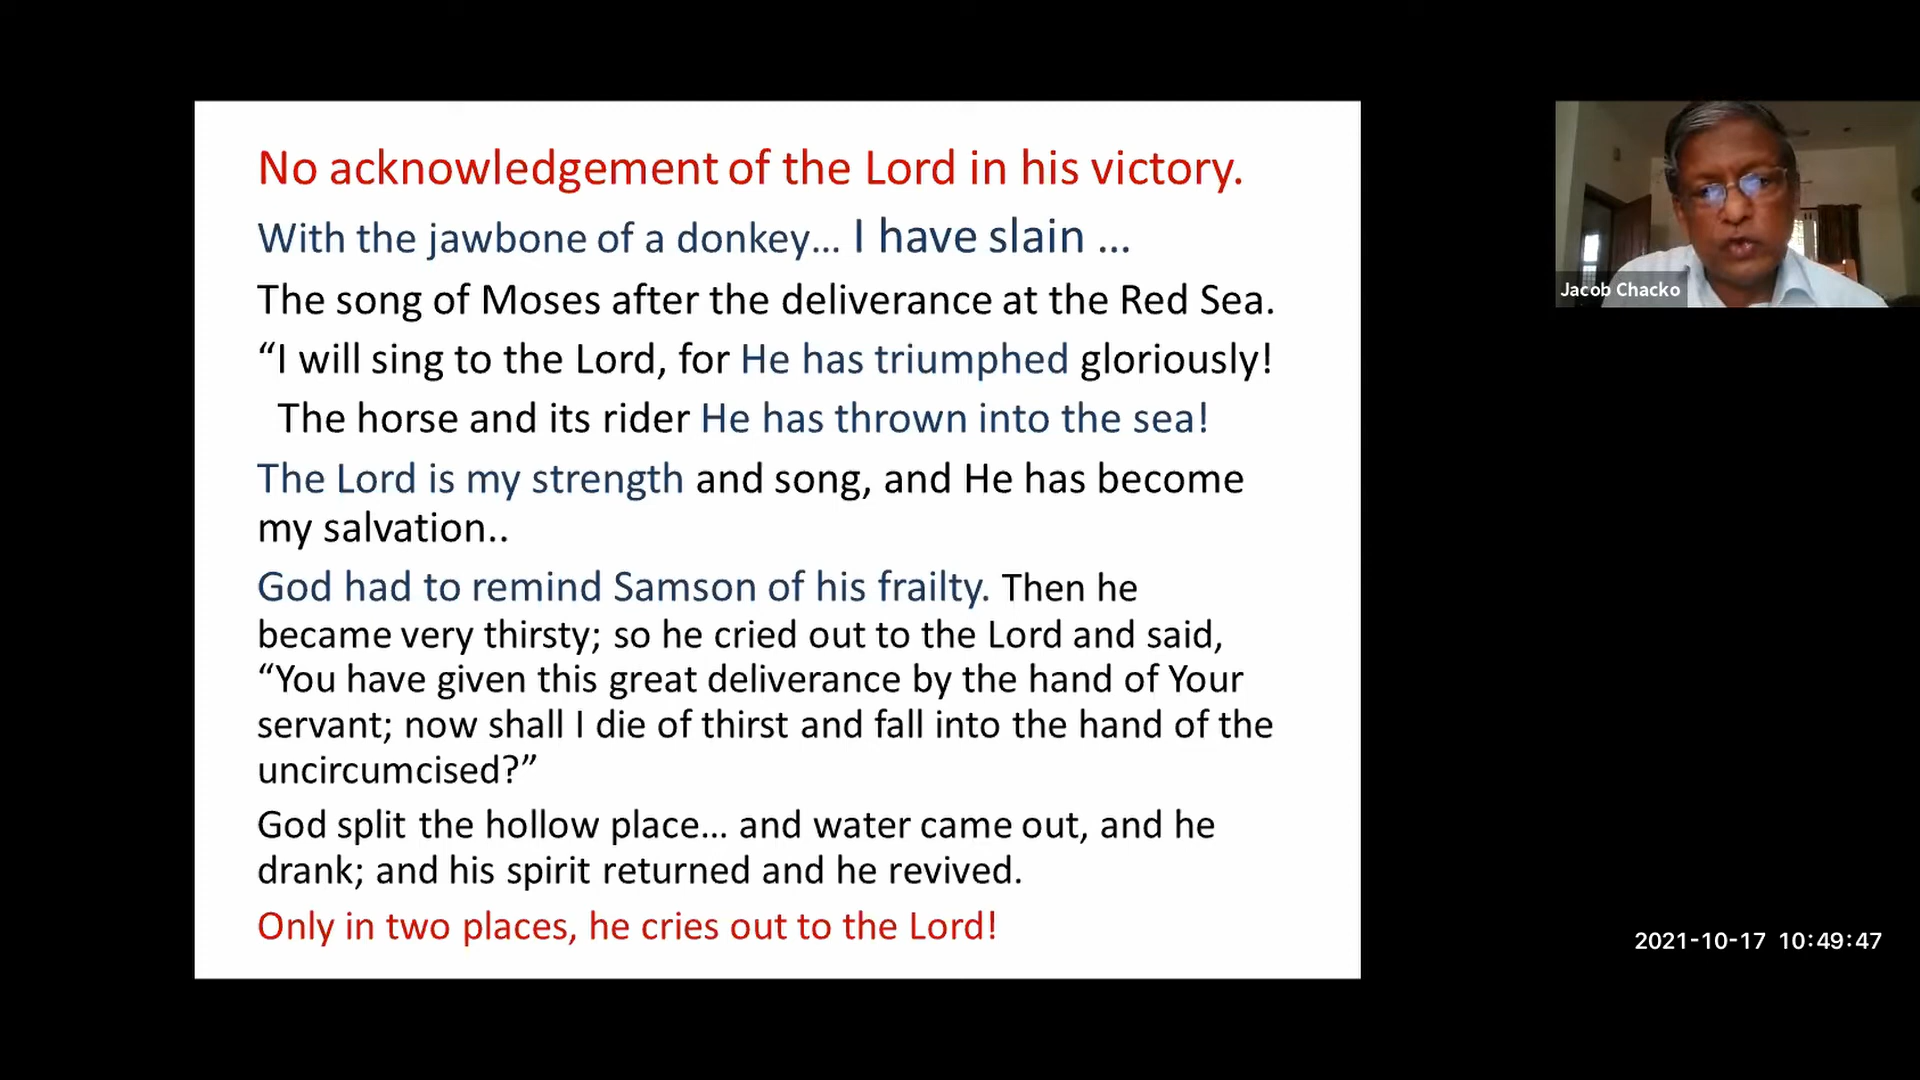 No acknowledgement of the Lord in his victory.
With the jawbone of a donkey... I have slain ...
The song of Moses after the deliverance at the Red Sea.
“I will sing to the Lord, for He has triumphed gloriously!
The horse and its rider He has thrown into the sea!
The Lord is my strength and song, and He has become
my salvation..
God had to remind Samson of his frailty. Then he
became very thirsty; so he cried out to the Lord and said,
“You have given this great deliverance by the hand of Your
servant; now shall I die of thirst and fall into the hand of the
uncircumcised?”
God split the hollow place... and water came out, and he
drank; and his spirit returned and he revived.
Only in two places, he cries out to the Lord!
Jacob Chacko
2021-10-17 10:49:47